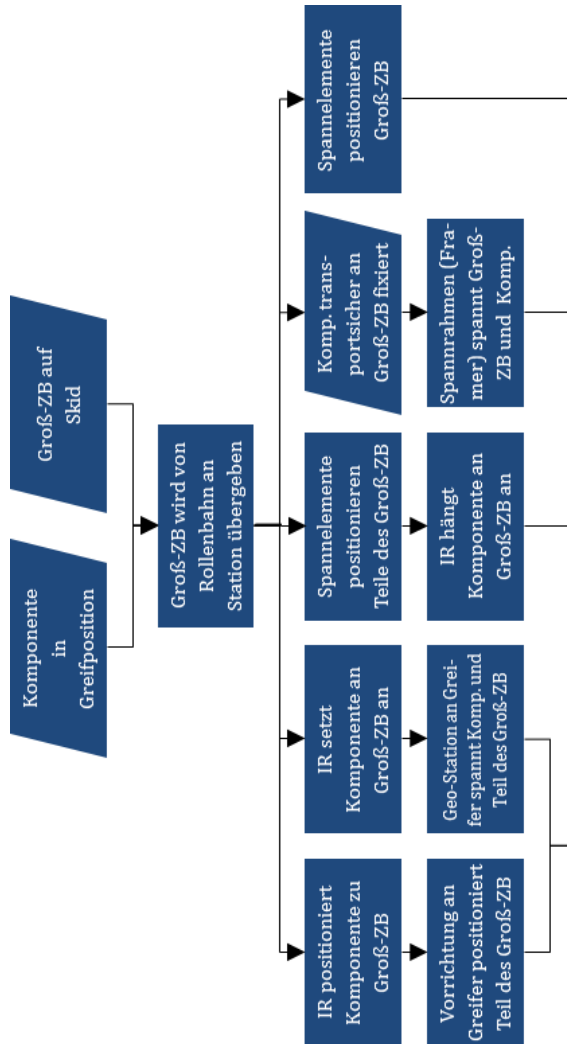 Komponente
in
Greifposition
Groß-ZB auf
Skid
Groß-ZB wird von
Rollenbahn an
Station übergeben
IR positioniert
Komponente zu
Groß-ZB
IR setzt
Komponente an
Groß-ZB an
Spannelemente
positionieren
Teile des Groß-ZB
Komp. trans-
portsicher an
Groß-ZB fixiert
Spannelemente
positionieren
Groß-ZB
Vorrichtung an
Greifer positioniert
Teil des Groß-ZB
Geo-Station an Grei-
fer spannt Komp. und
Teil des Groß-ZB
IR hängt
Komponente an
Groß-ZB an
Spannrahmen (Fra-
mer) spannt Groß-
ZB und Komp.